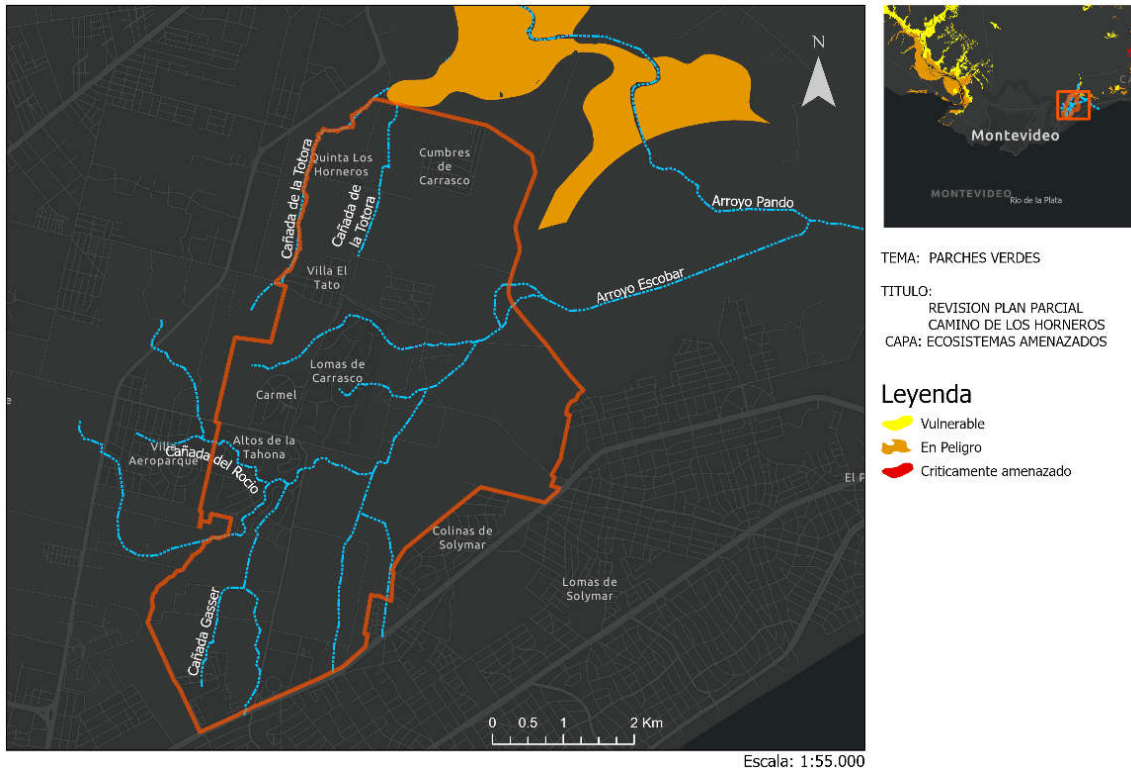 N
Quinta Los
Horneros
Cumbres
de
Carrasco
Cañada de la Totora
Cañada de
la Totora
Arroyo Pando
Villa El
Tato
Arroyo Escobar
Lomas de
Carrasco
Carmel
Altos de la
Tahona
Villa
Aeroparque
Cañada del Rocio
Colinas de
Solymar
El P
Lomas de
Solymar
Cañada Gasser
0 0.5 1 2 Km
Escala: 1:55.000
CA
Montevideo
MONTEVIDEO
Río de la Plata
TEMA: PARCHES VERDES
TITULO:
REVISION PLAN PARCIAL
CAMINO DE LOS HORNEROS
CAPA: ECOSISTEMAS AMENAZADOS
Leyenda
Vulnerable
En Peligro
Criticamente amenazado